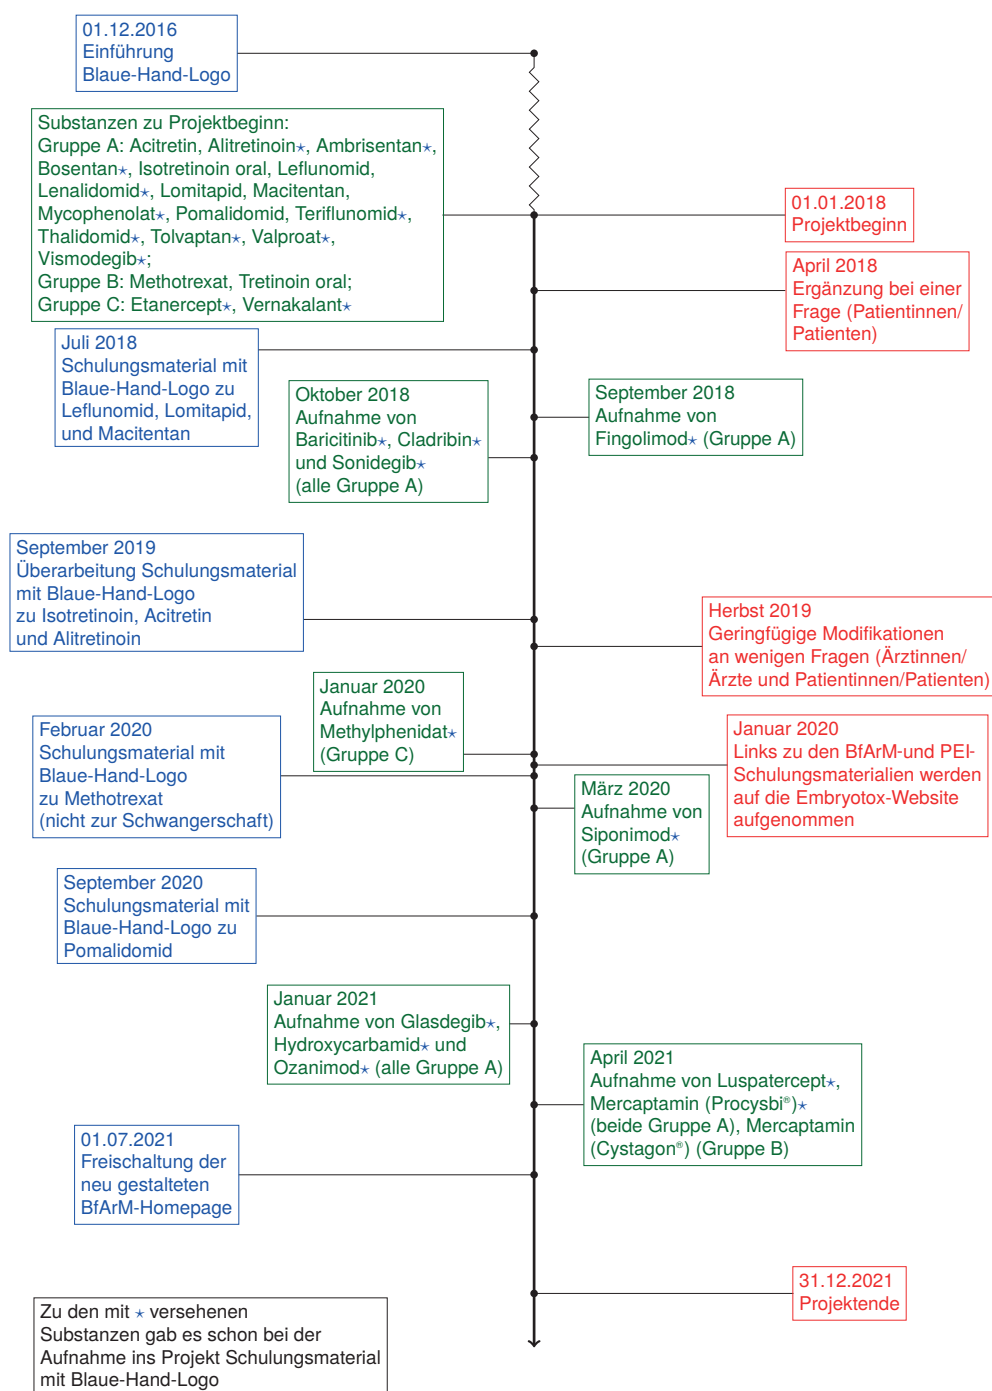 01.12.2016
Einführung
Blaue-Hand-Logo
Substanzen zu Projektbeginn:
Gruppe A: Acitretin, Alitretinoin⋆, Ambrisentan⋆,
Bosentan⋆, Isotretinoin oral, Leflunomid,
Lenalidomid⋆, Lomitapid, Macitentan,
Mycophenolat⋆, Pomalidomid, Teriflunomid⋆,
Thalidomid⋆, Tolvaptan⋆, Valproat⋆,
Vismodegib⋆;
Gruppe B: Methotrexat, Tretinoin oral;
Gruppe C: Etanercept⋆, Vernakalant⋆
01.01.2018
Projektbeginn
April 2018
Ergänzung bei einer
Frage (Patientinnen/
Patienten)
Juli 2018
Schulungsmaterial mit
Blaue-Hand-Logo zu
Leflunomid, Lomitapid,
und Macitentan
September 2018
Aufnahme von
Fingolimod⋆ (Gruppe A)
Oktober 2018
Aufnahme von
Baricitinib⋆, Cladribin⋆
und Sonidegib⋆
(alle Gruppe A)
September 2019
Überarbeitung Schulungsmaterial
mit Blaue-Hand-Logo
zu Isotretinoin, Acitretin
und Alitretinoin
Herbst 2019
Geringfügige Modifikationen
an wenigen Fragen (Ärztinnen/
Ärzte und Patientinnen/Patienten)
Januar 2020
Aufnahme von
Methylphenidat⋆
(Gruppe C)
Januar 2020
Links zu den BfArM-und PEI-
Schulungsmaterialien werden
auf die Embryotox-Website
aufgenommen
Februar 2020
Schulungsmaterial mit
Blaue-Hand-Logo
zu Methotrexat
(nicht zur Schwangerschaft)
März 2020
Aufnahme von
Siponimod⋆
(Gruppe A)
September 2020
Schulungsmaterial mit
Blaue-Hand-Logo zu
Pomalidomid
Januar 2021
Aufnahme von Glasdegib⋆,
Hydroxycarbamid⋆ und
Ozanimod⋆ (alle Gruppe A)
April 2021
Aufnahme von Luspatercept⋆,
Mercaptamin (Procysbi®)⋆
(beide Gruppe A), Mercaptamin
(Cystagon®) (Gruppe B)
01.07.2021
Freischaltung der
neu gestalteten
BfArM-Homepage
31.12.2021
Projektende
Zu den mit ⋆ versehenen
Substanzen gab es schon bei der
Aufnahme ins Projekt Schulungsmaterial
mit Blaue-Hand-Logo